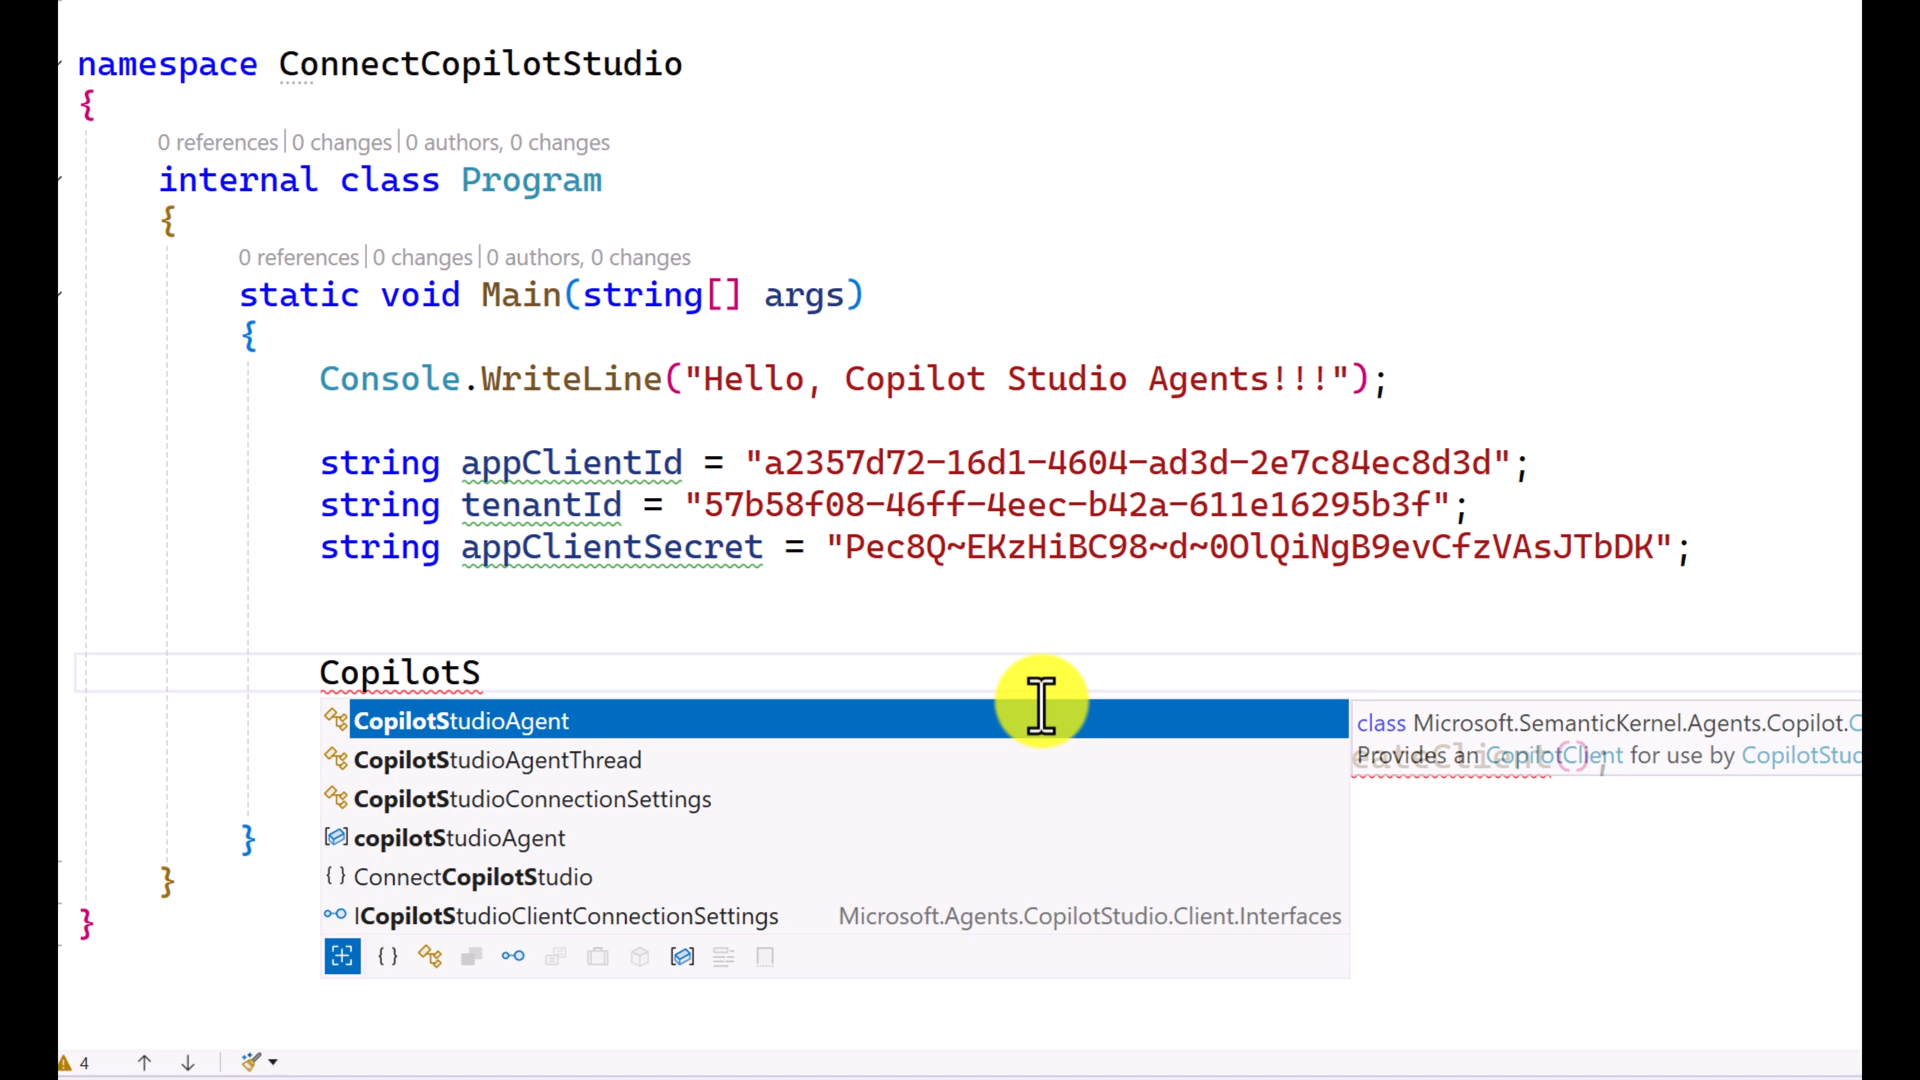 namespace ConnectCopilotStudio
{
0 references | 0 changes | 0 authors, 0 changes
internal class Program
{
0 references | 0 changes | 0 authors, 0 changes
static void Main(string[] args)
{
Console.WriteLine("Hello, Copilot Studio Agents!!!");
string appClientId = "a2357d72-16d1-4604-ad3d-2e7c84ec8d3d";
string tenantId = "57b58f08-46ff-4eec-b42a-611e16295b3f";
string appClientSecret = "Pec8Q~EKzHiBC98~d~0OlQiNgB9evCfzVAsJTbDK";
CopilotS
CopilotStudioAgent
class Microsoft.SemanticKernel.Agents.Copilot.C
Provides an CopilotClient for use by CopilotStud
CopilotStudioAgentThread
CopilotStudioConnectionSettings
copilotStudioAgent
{ } ConnectCopilotStudio
ICopilotStudioClientConnectionSettings Microsoft.Agents.CopilotStudio.Client.Interfaces
{ }
}
}
}
4